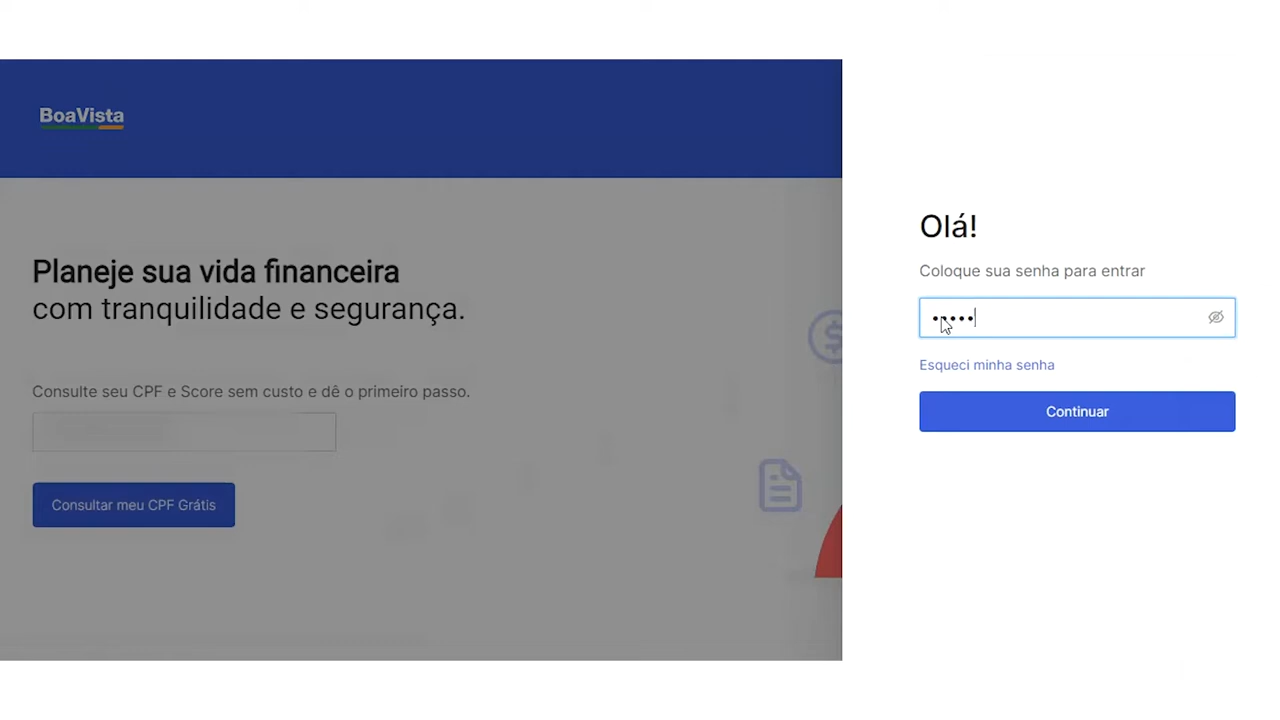 BoaVista
Planeje sua vida financeira
com tranquilidade e segurança.
Consulte seu CPF e Score sem custo e dê o primeiro passo.
Consultar meu CPF Grátis
Olá!
Coloque sua senha para entrar
•••••
Esqueci minha senha
Continuar